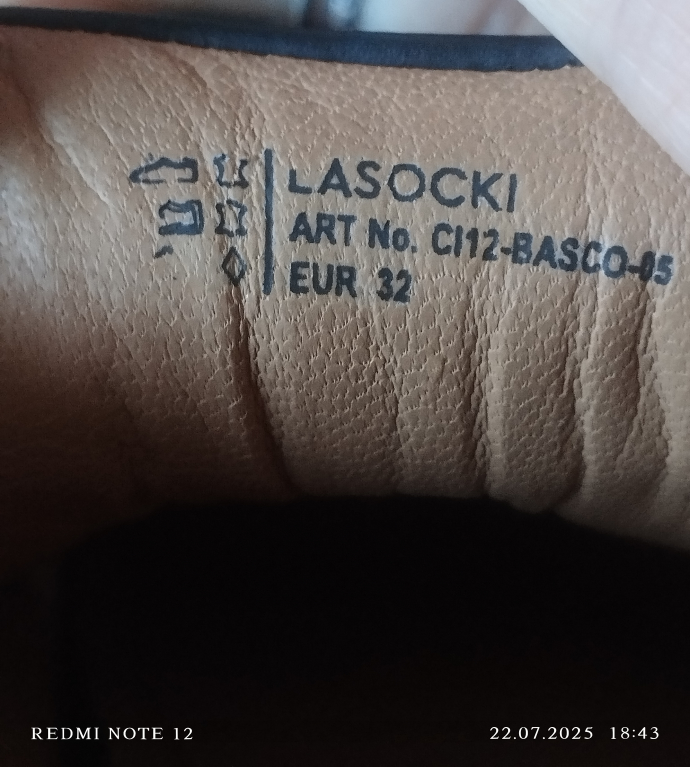 LASOCKI
ART No. CI12-BASCO-05
EUR 32
REDMI NOTE 12
22.07.2025 18:43